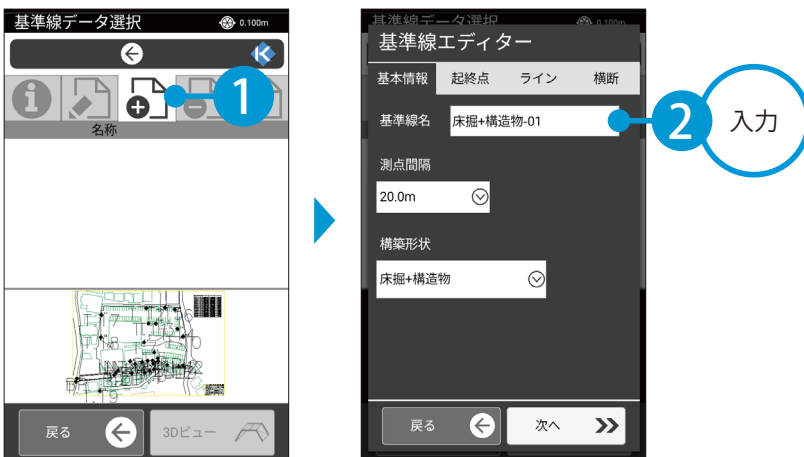 基準線データ選択
0.100m
名称
1
戻る
3Dビュー
基準線データ選択
0.100m
基準線エディター
基本情報 起終点 ライン 横断
基準線名
床掘+構造物-01
2
入力
測点間隔
20.0m
構築形状
床掘+構造物
戻る
次へ